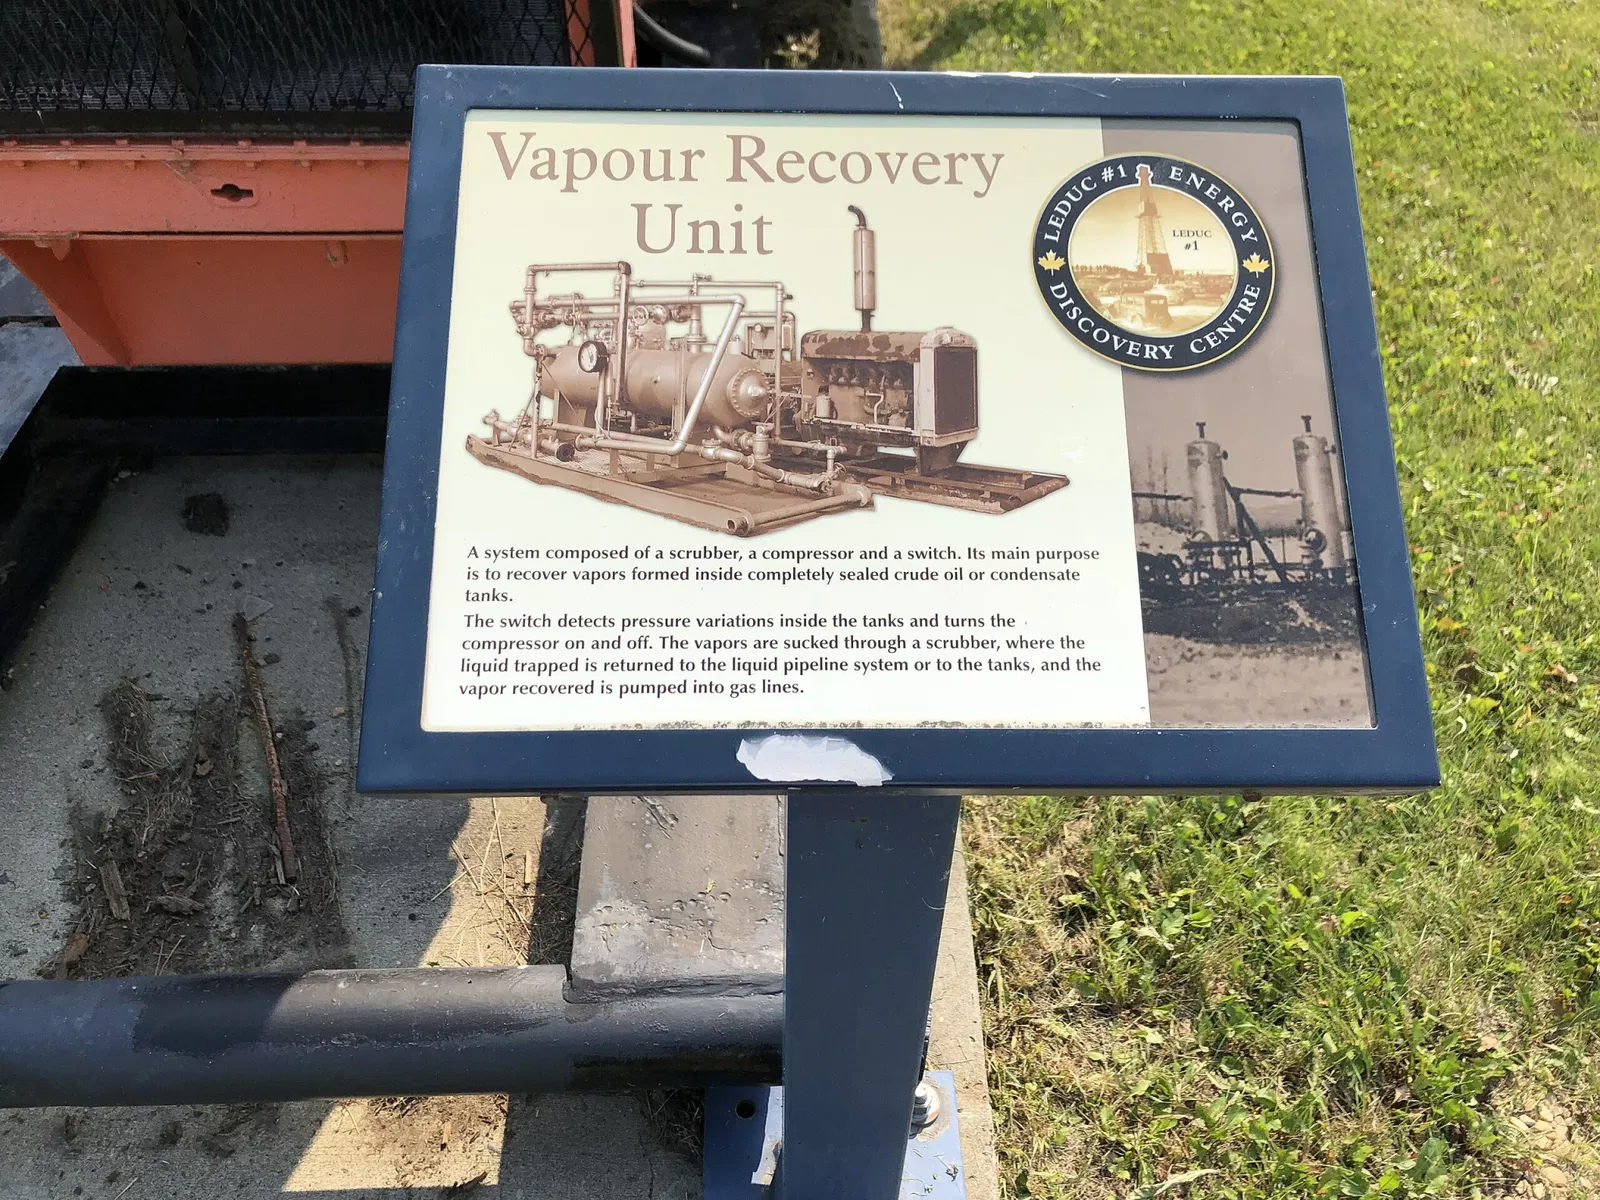 Vapour Recovery
Unit
LEDUC #1 ENERGY
DISCOVERY CENTRE
LEDUC
#1
A system composed of a scrubber, a compressor and a switch. Its main purpose
is to recover vapors formed inside completely sealed crude oil or condensate
tanks.
The switch detects pressure variations inside the tanks and turns the
compressor on and off. The vapors are sucked through a scrubber, where the
liquid trapped is returned to the liquid pipeline system or to the tanks, and the
vapor recovered is pumped into gas lines.